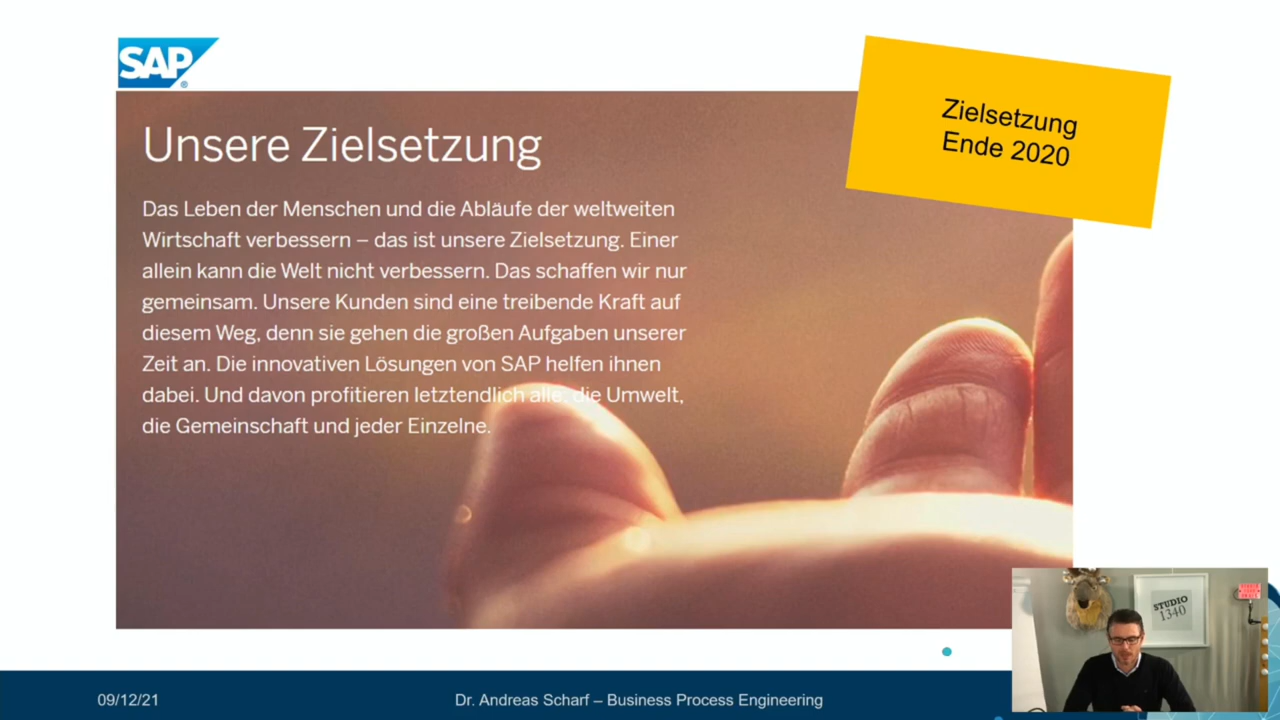 SAP
®
Zielsetzung
Ende 2020
Unsere Zielsetzung
Das Leben der Menschen und die Abläufe der weltweiten
Wirtschaft verbessern – das ist unsere Zielsetzung. Einer
allein kann die Welt nicht verbessern. Das schaffen wir nur
gemeinsam. Unsere Kunden sind eine treibende Kraft auf
diesem Weg, denn sie gehen die großen Aufgaben unserer
Zeit an. Die innovativen Lösungen von SAP helfen ihnen
dabei. Und davon profitieren letztendlich alle: die Umwelt,
die Gemeinschaft und jeder Einzelne.
STUDIO
1340
09/12/21
Dr. Andreas Scharf – Business Process Engineering